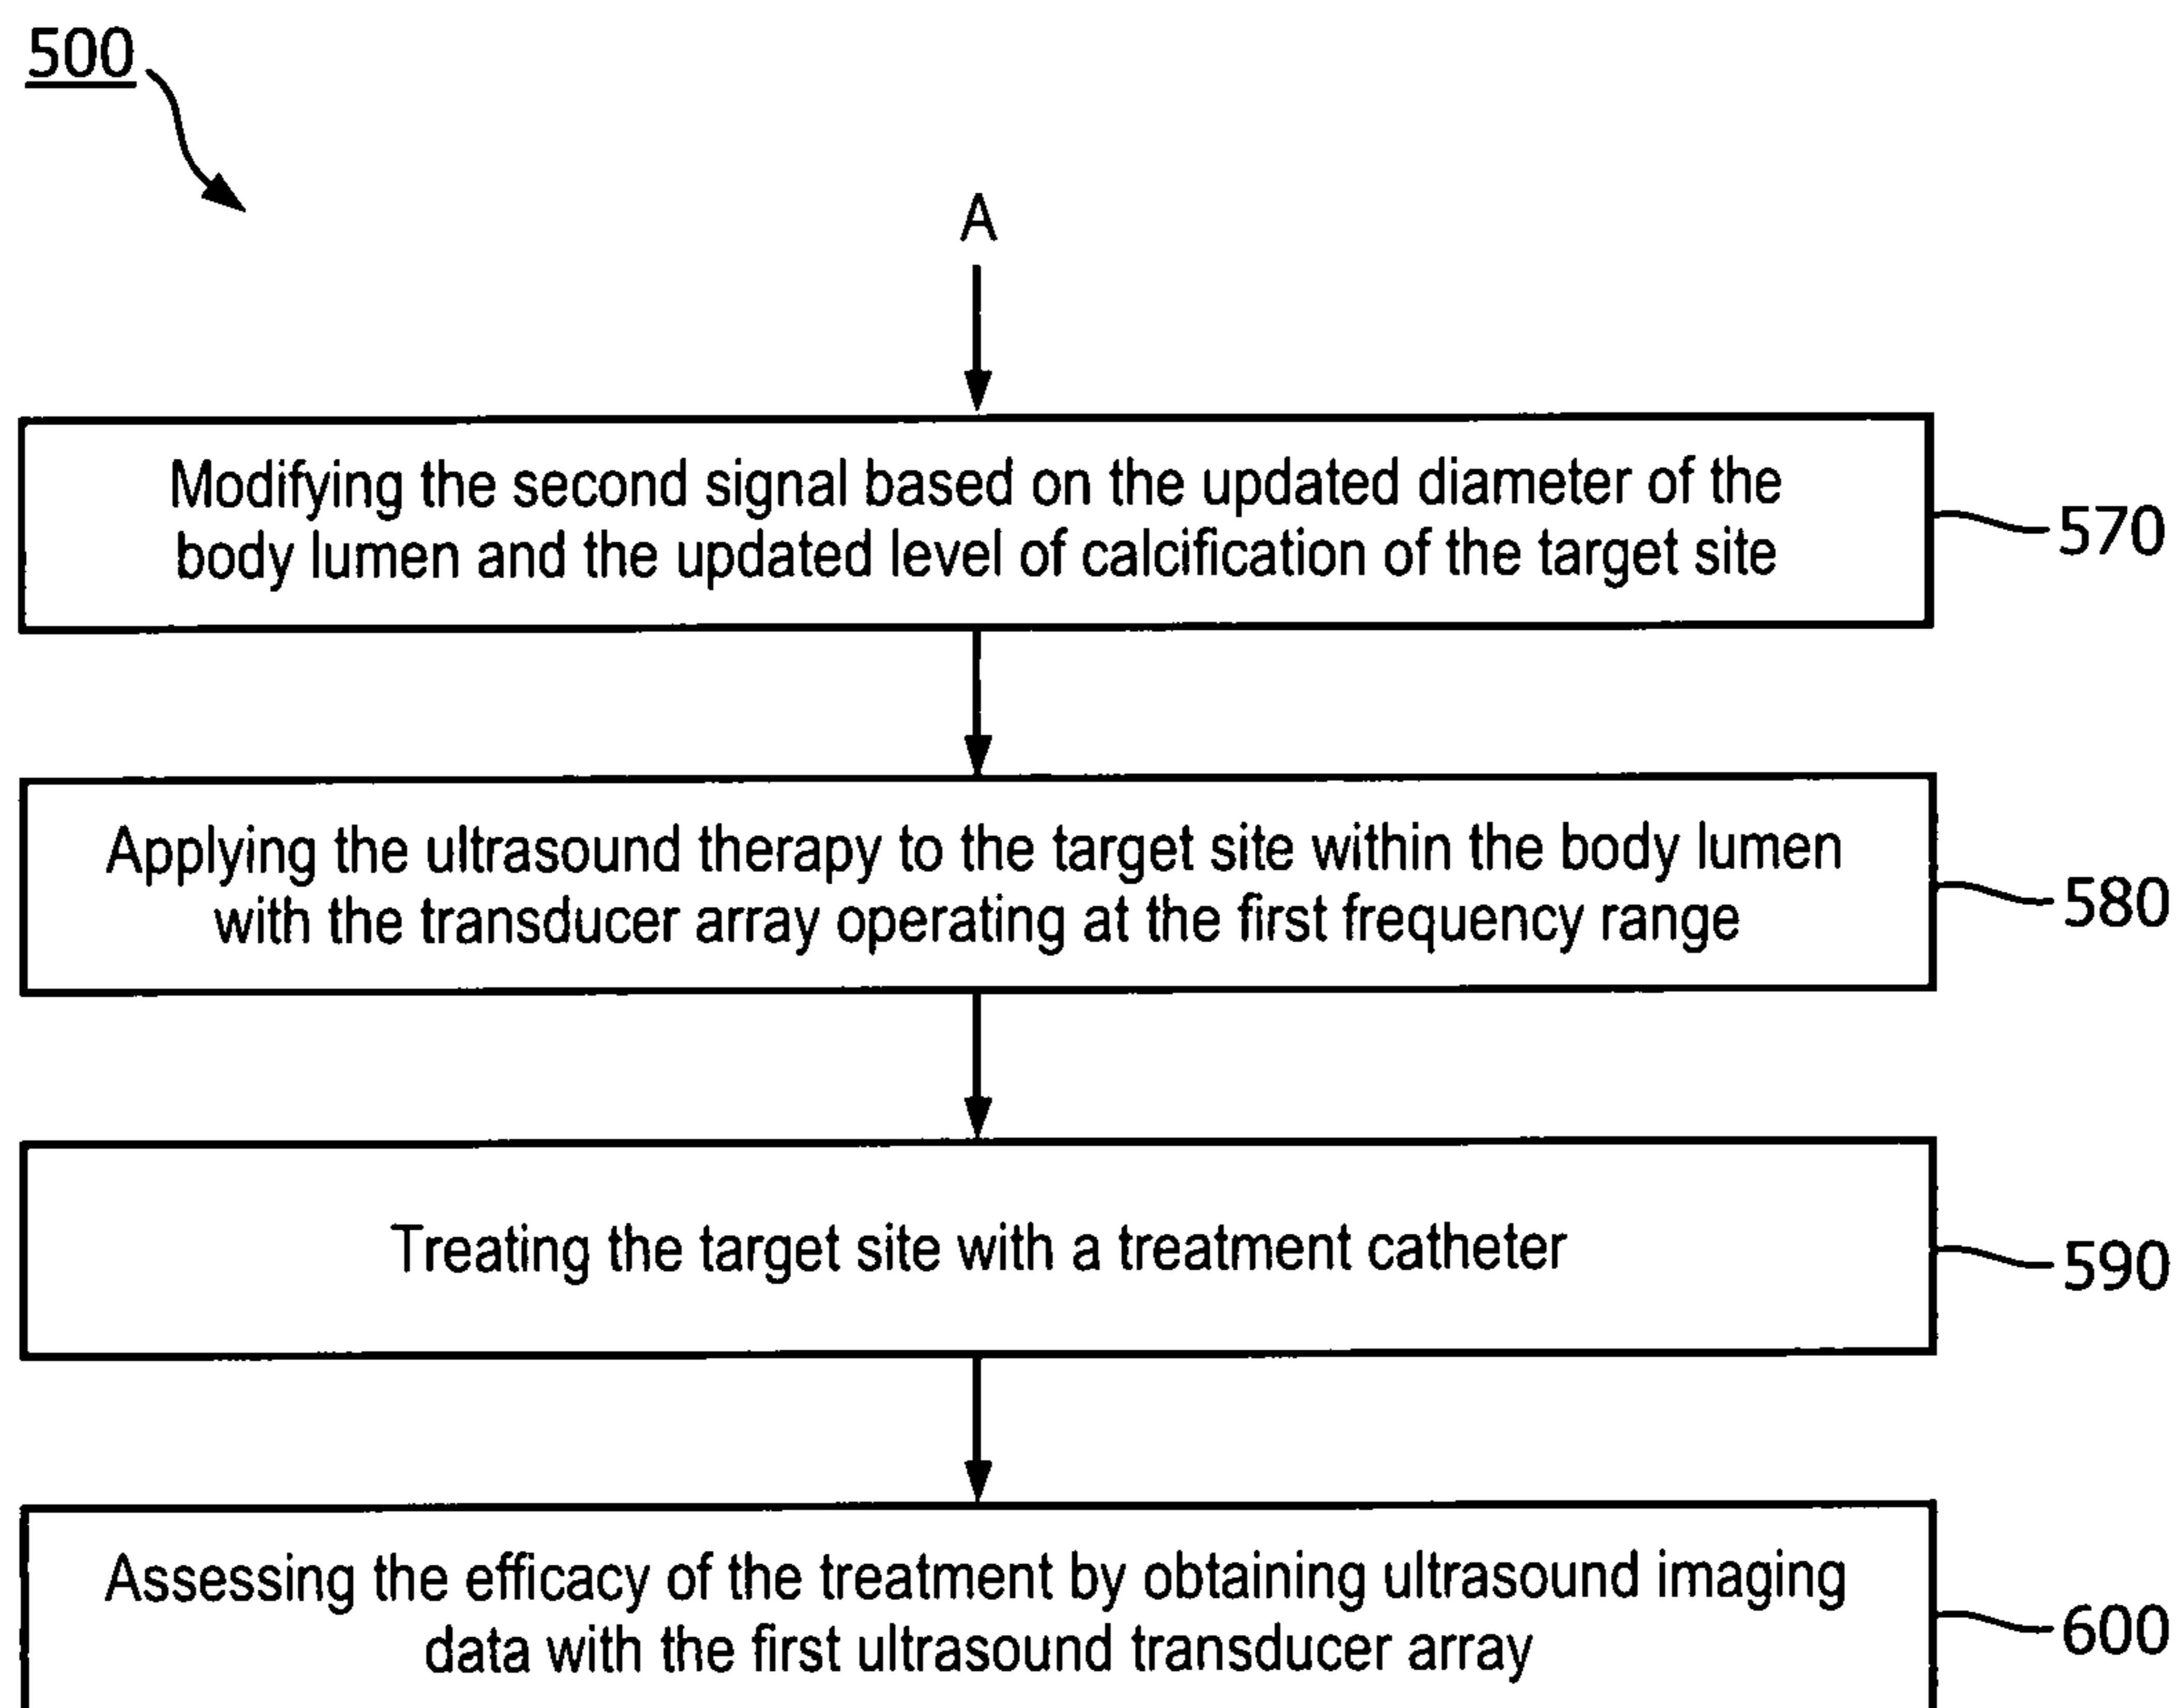 500
A
Modifying the second signal based on the updated diameter of the
body lumen and the updated level of calcification of the target site
570
Applying the ultrasound therapy to the target site within the body lumen
with the transducer array operating at the first frequency range
580
Treating the target site with a treatment catheter
590
Assessing the efficacy of the treatment by obtaining ultrasound imaging
data with the first ultrasound transducer array
600